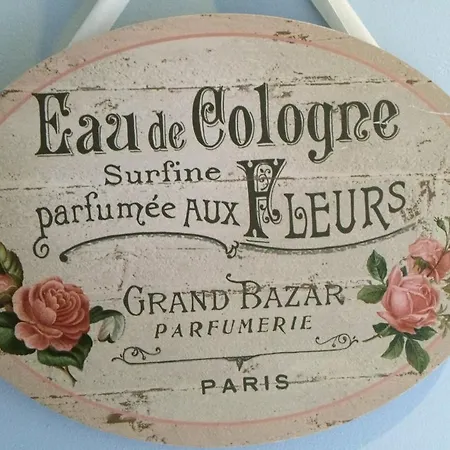 Eau de Cologne
Surfine
parfumée AUX FLEURS
GRAND BAZAR
PARFUMERIE
PARIS